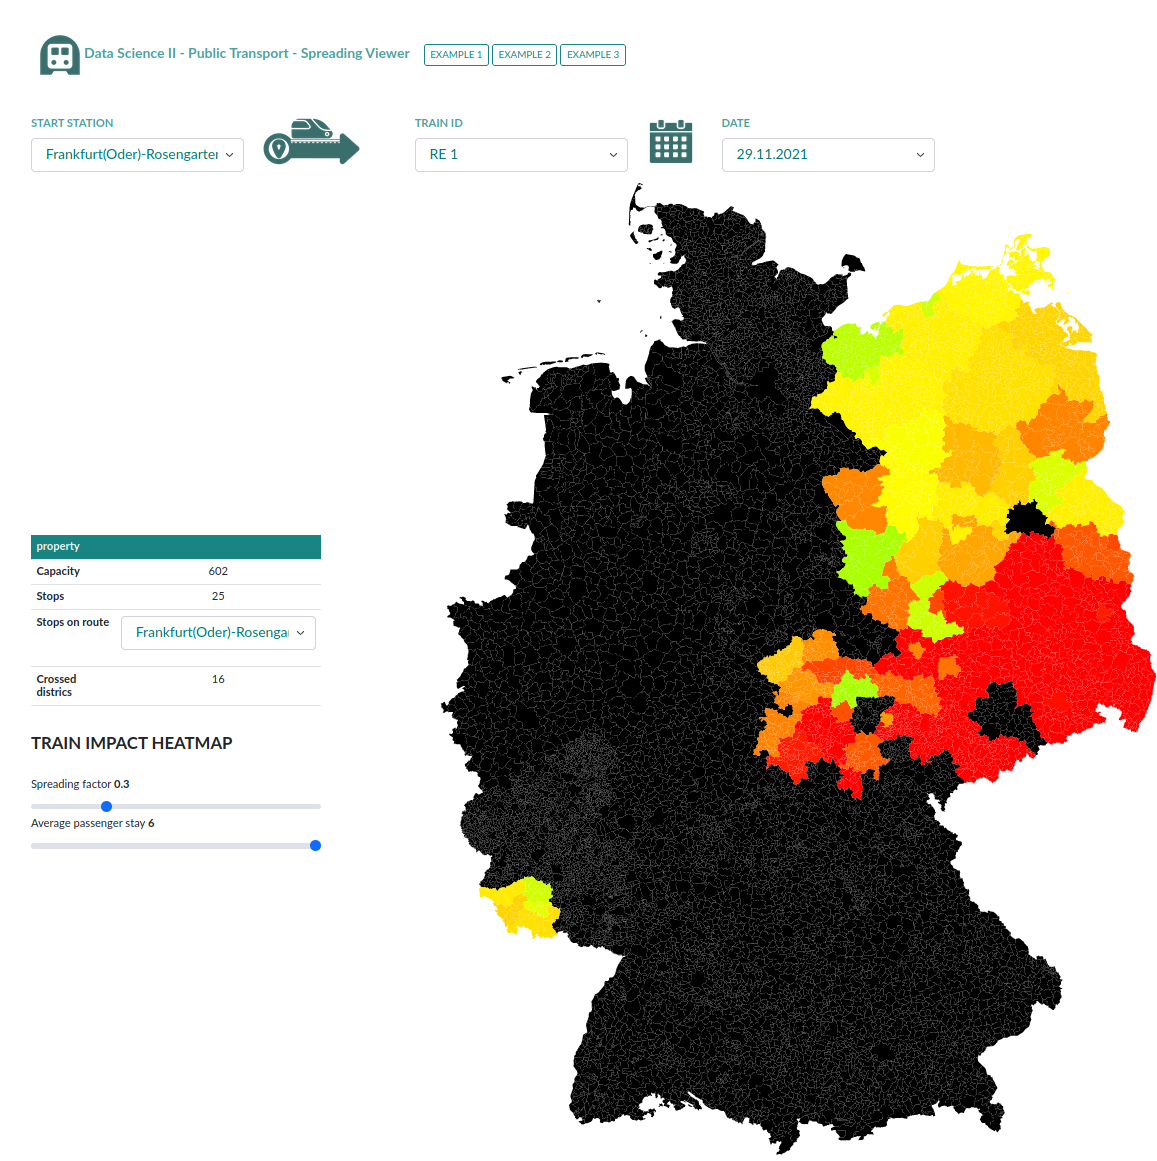 Data Science II - Public Transport - Spreading Viewer
EXAMPLE 1
EXAMPLE 2
EXAMPLE 3
START STATION
Frankfurt(Oder)-Rosengarten
TRAIN ID
RE 1
DATE
29.11.2021
property
Capacity 602
Stops 25
Stops on route Frankfurt(Oder)-Rosenga
Crossed 16
districs
TRAIN IMPACT HEATMAP
Spreading factor 0.3
Average passenger stay 6